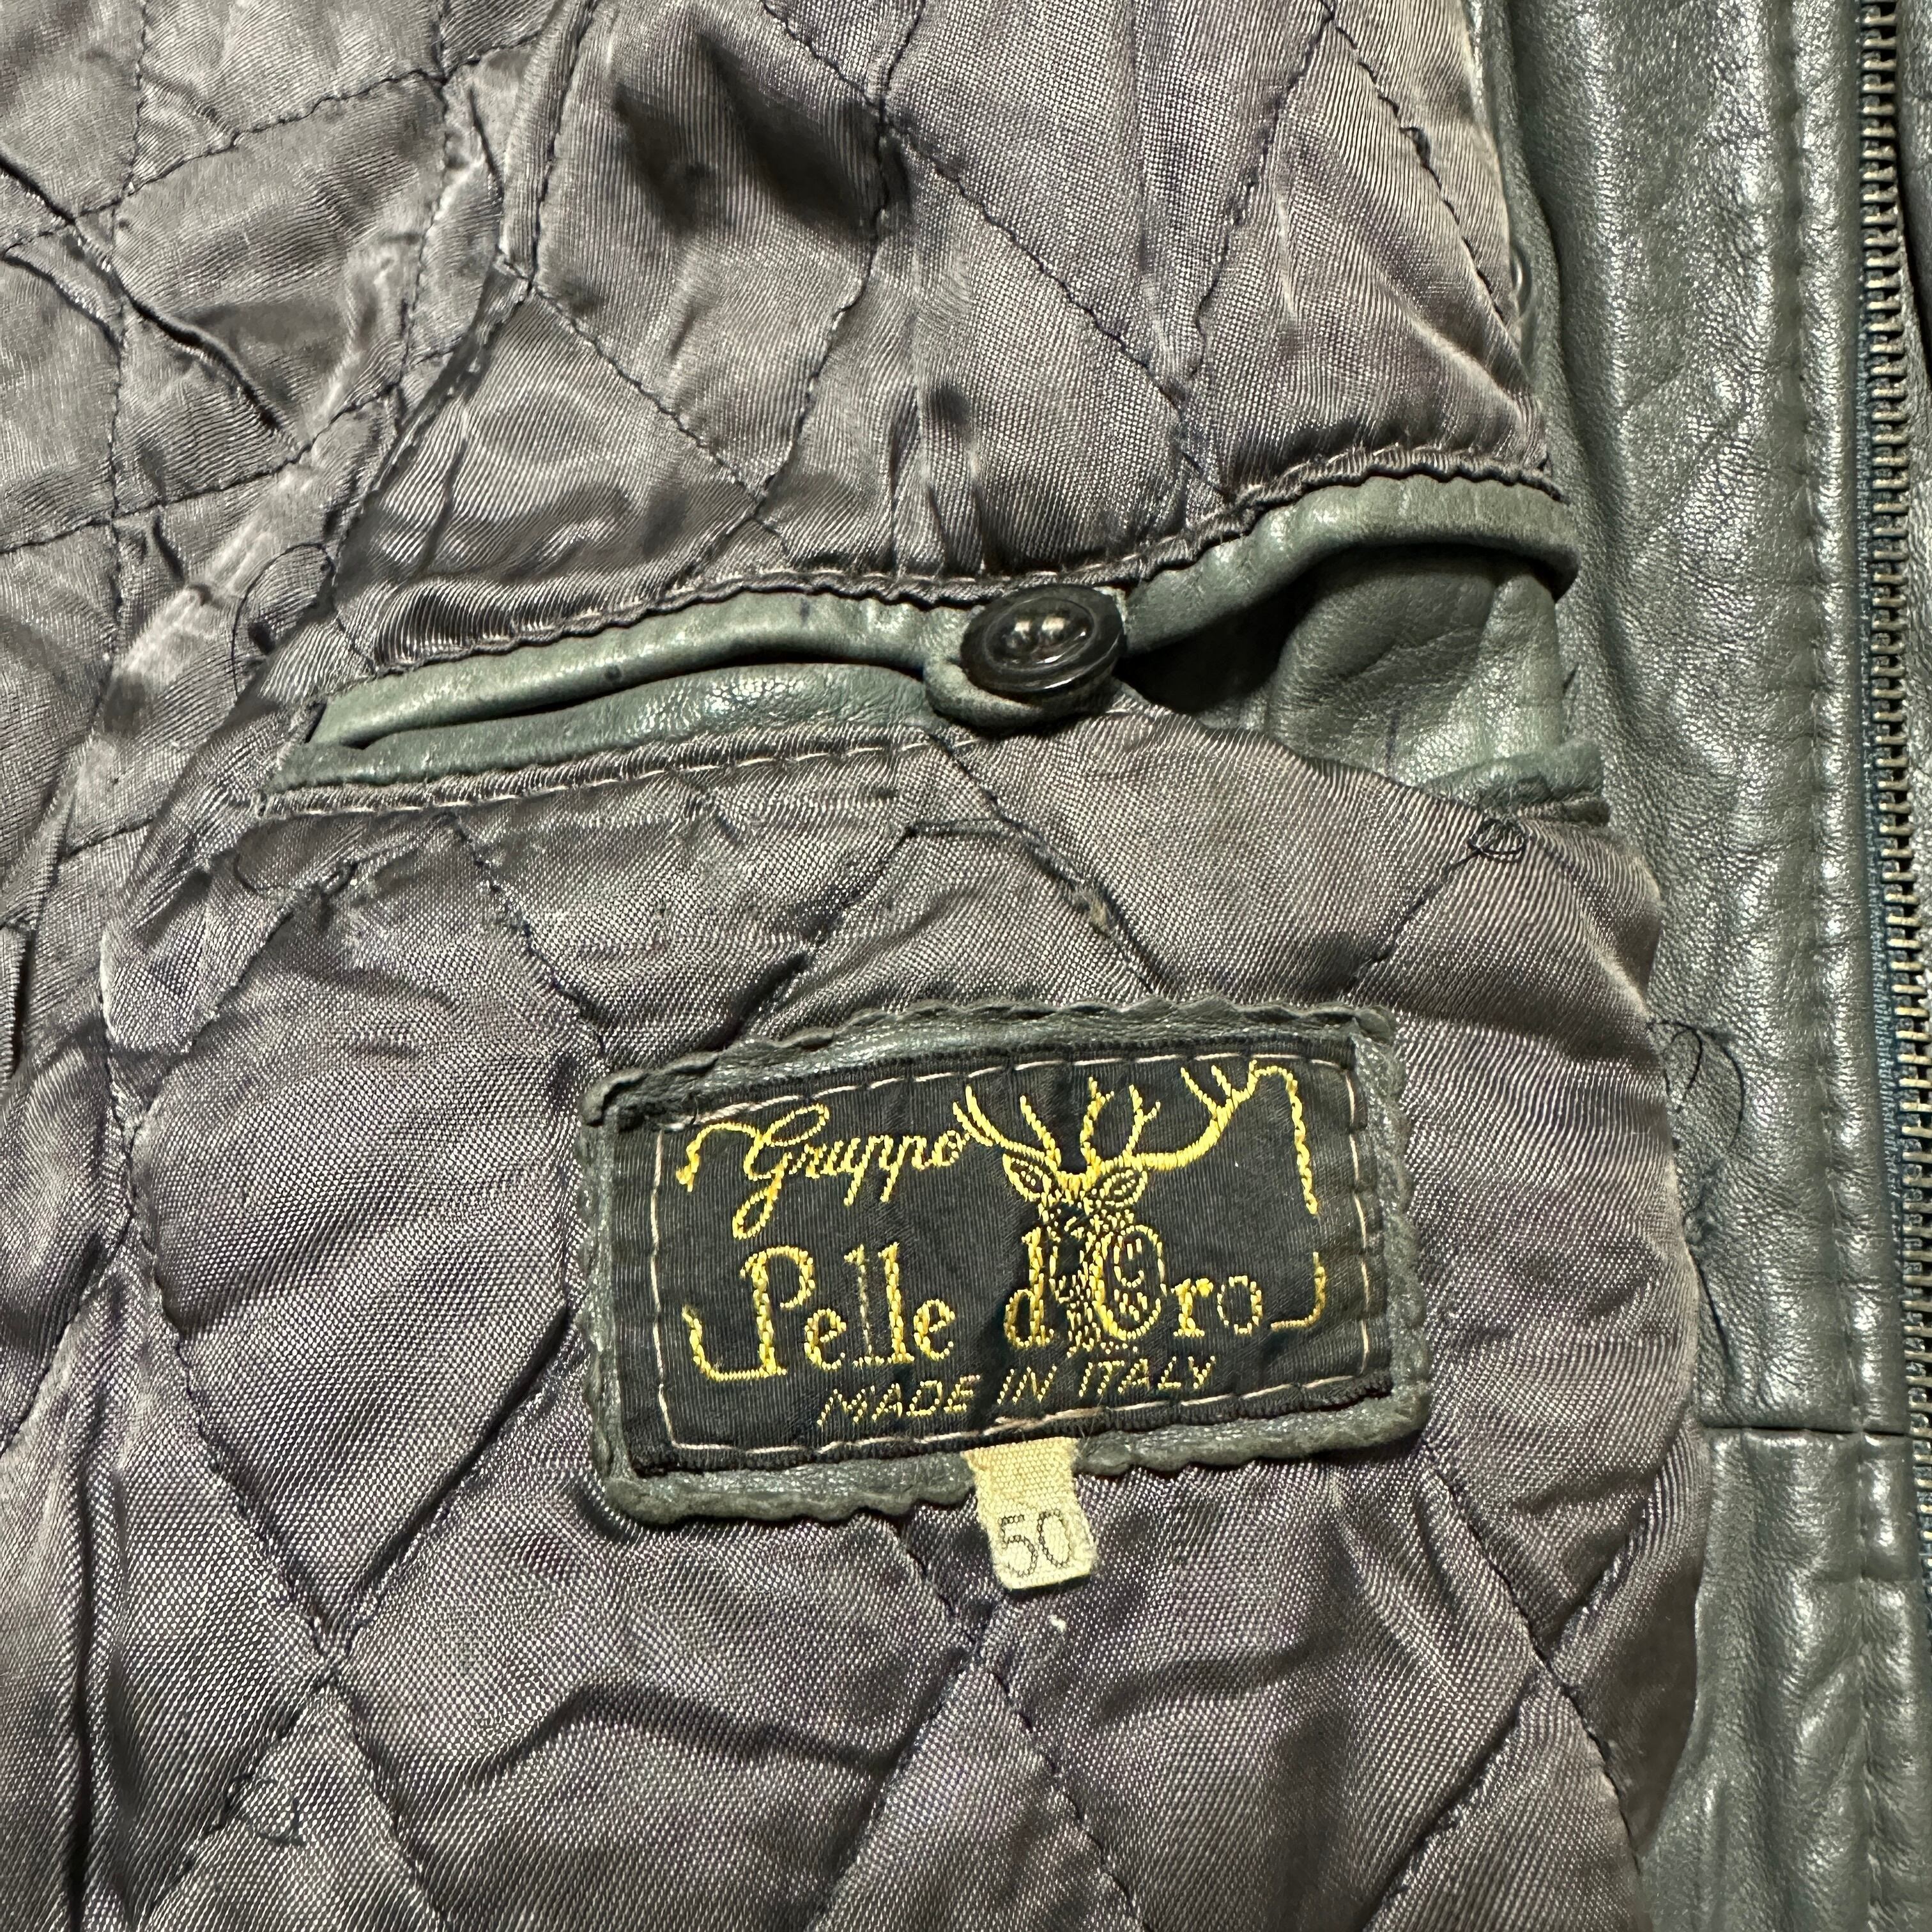 Gruppo
Pelle d'Oro
MADE IN ITALY
50